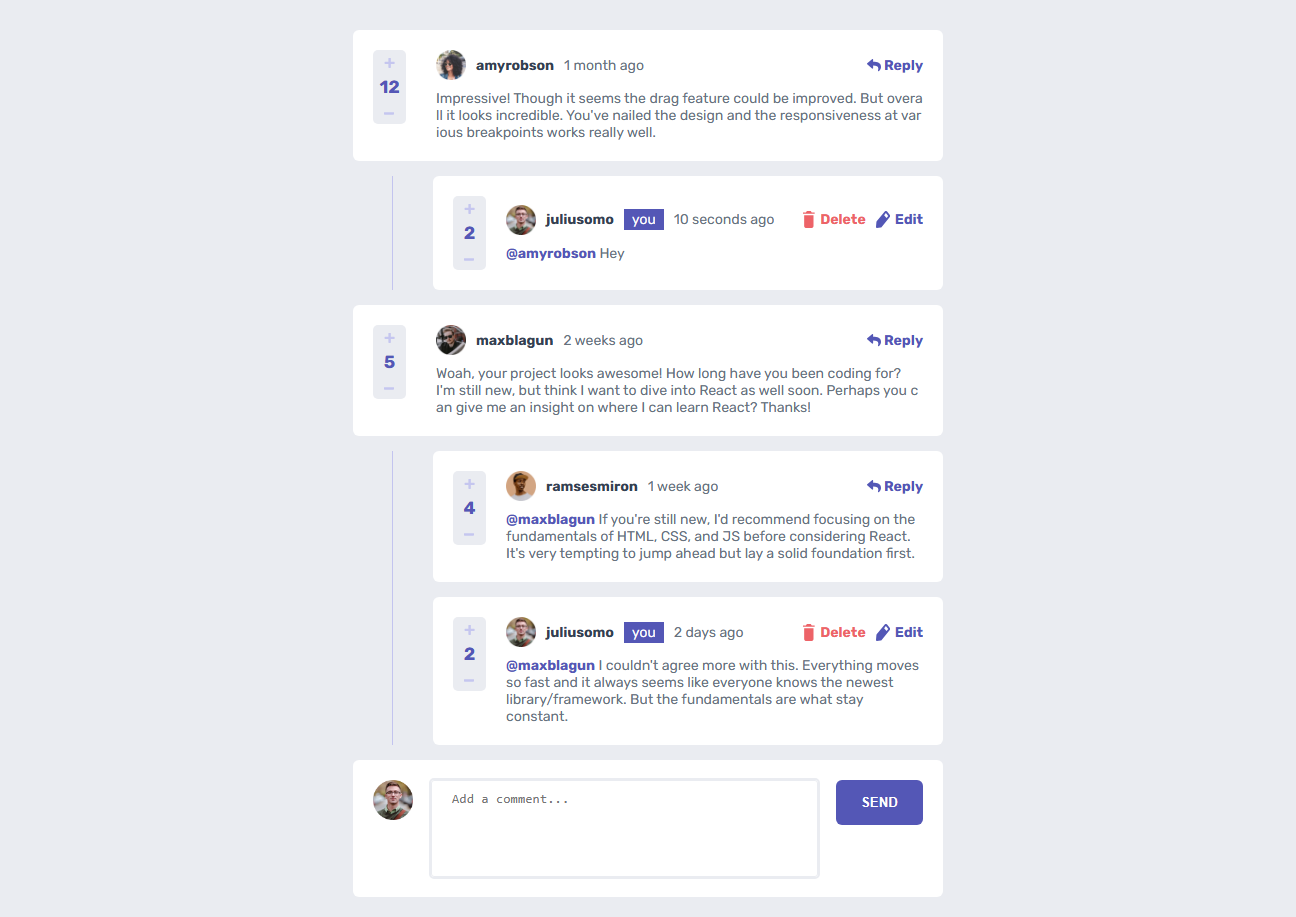 +
12
−
amyrobson 1 month ago Reply
Impressive! Though it seems the drag feature could be improved. But overa
ll it looks incredible. You've nailed the design and the responsiveness at var
ious breakpoints works really well.
+
2
−
juliusomo you 10 seconds ago Delete Edit
@amyrobson Hey
+
5
−
maxblagun 2 weeks ago Reply
Woah, your project looks awesome! How long have you been coding for?
I'm still new, but think I want to dive into React as well soon. Perhaps you c
an give me an insight on where I can learn React? Thanks!
+
4
−
ramsesmiron 1 week ago Reply
@maxblagun If you're still new, I'd recommend focusing on the
fundamentals of HTML, CSS, and JS before considering React.
It's very tempting to jump ahead but lay a solid foundation first.
+
2
−
juliusomo you 2 days ago Delete Edit
@maxblagun I couldn't agree more with this. Everything moves
so fast and it always seems like everyone knows the newest
library/framework. But the fundamentals are what stay
constant.
Add a comment...
SEND